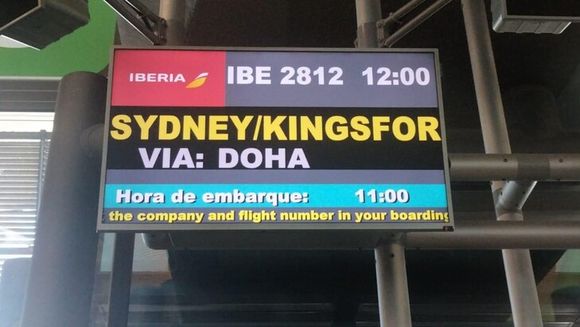 IBERIA IBE 2812 12:00
SYDNEY/KINGSFOR
VIA: DOHA
Hora de embarque: 11:00
the company and flight number in your boarding